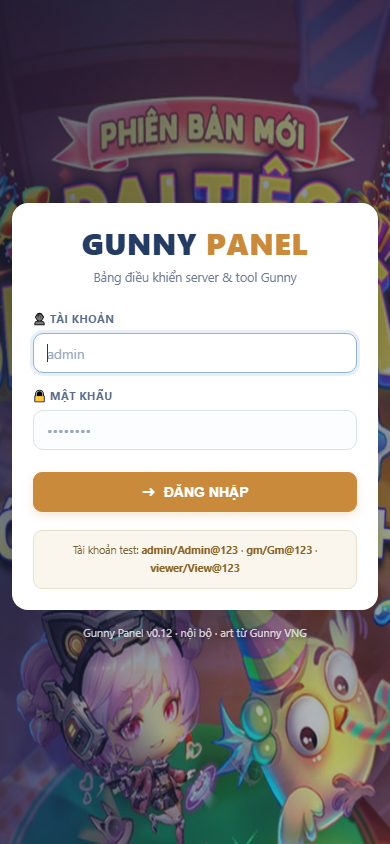 PHIÊN BẢN MỚI
ĐẠI TIỆC
GUNNY PANEL
Bảng điều khiển server & tool Gunny
TÀI KHOẢN
admin
MẬT KHẨU
••••••••
➜ ĐĂNG NHẬP
Tài khoản test: admin/Admin@123 · gm/Gm@123 ·
viewer/View@123
Gunny Panel v0.12 · nội bộ · art từ Gunny VNG